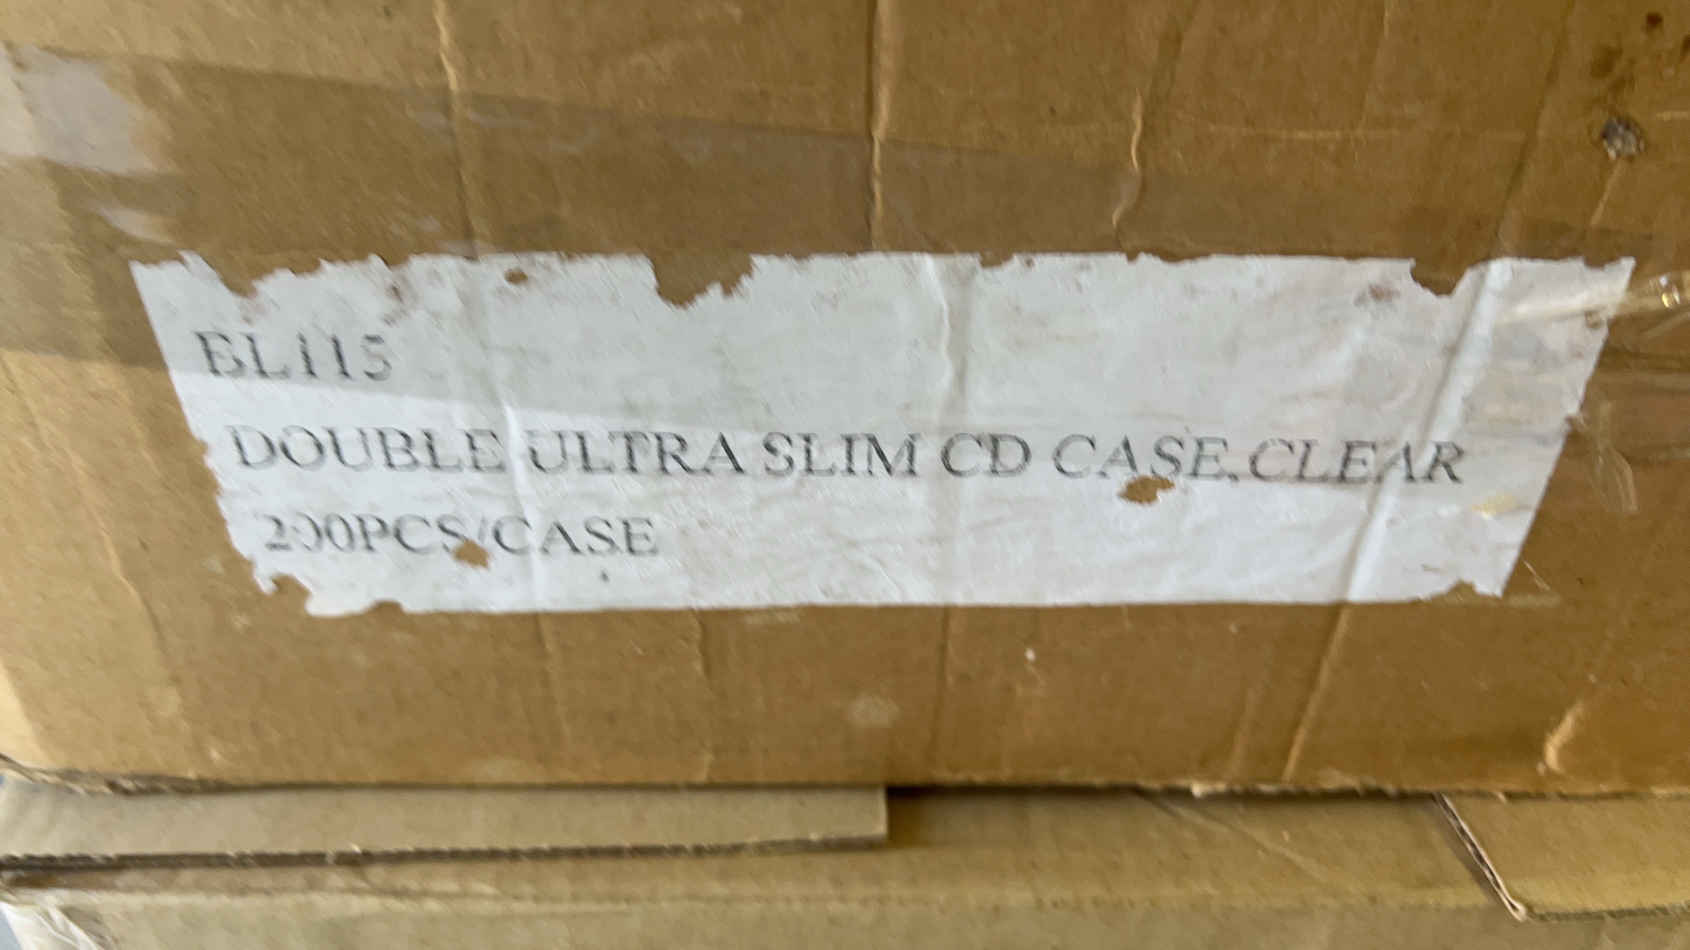 BL115
DOUBLE ULTRA SLIM CD CASE, CLEAR
200PCS/CASE